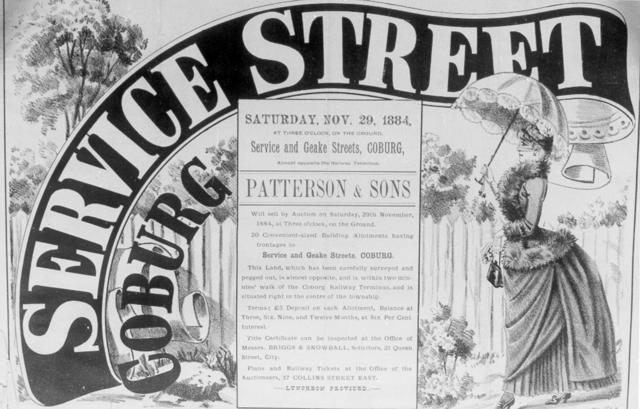 SERVICE STREET
COBURG
SATURDAY, NOV. 29, 1884,
AT THREE O'CLOCK, ON THE GROUND.
Service and Geake Streets, COBURG,
Almost opposite the Railway Terminus.
PATTERSON & SONS
Will sell by Auction on Saturday, 29th November,
1884, at Three o'clock, on the Ground.
20 Convenient-sized Building Allotments having
frontages to
Service and Geake Streets, COBURG.
This Land, which has been carefully surveyed and
pegged out, is almost opposite, and is within two min-
utes' walk of the Coburg Railway Terminus, and is
situated right in the centre of the township.
Terms; £5 Deposit on each Allotment, Balance at
Three, Six, Nine, and Twelve Months, at Six Per Cent.
Interest.
Title Certificate can be inspected at the Office of
Messrs. BRIGGS & SNOWBALL, Solicitors, 21 Queen
Street, City.
Plans and Railway Tickets at the Office of the
Auctioneers, 27 COLLINS STREET EAST.
—LUNCHEON PROVIDED.—